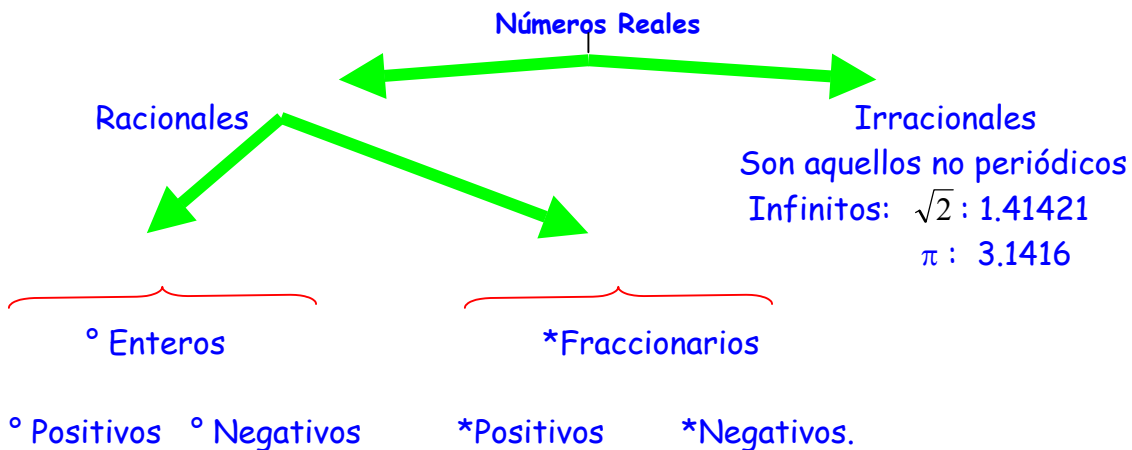 Números Reales
Racionales
Irracionales
Son aquellos no periódicos
Infinitos: √2 : 1.41421
π : 3.1416
° Enteros
*Fraccionarios
° Positivos ° Negativos
*Positivos *Negativos.